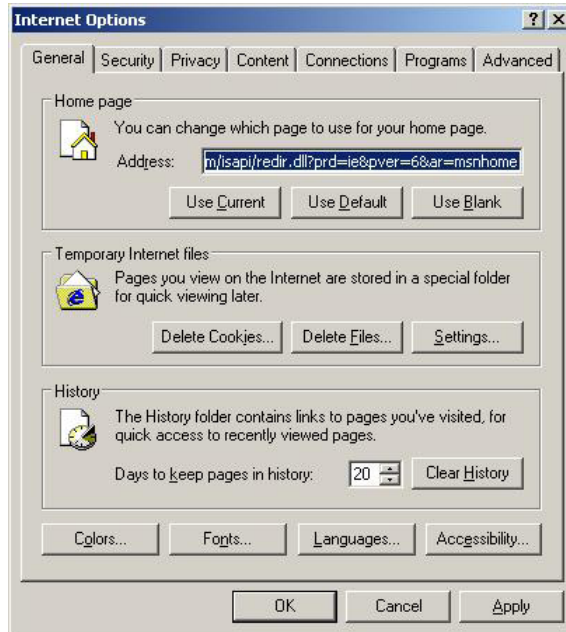 Internet Options
General Security Privacy Content Connections Programs Advanced
Home page
You can change which page to use for your home page.
Address: m/isapi/redir.dll?prd=ie&pver=6&ar=msnhome
Use Current Use Default Use Blank
Temporary Internet files
Pages you view on the Internet are stored in a special folder
for quick viewing later.
Delete Cookies... Delete Files... Settings...
History
The History folder contains links to pages you've visited, for
quick access to recently viewed pages.
Days to keep pages in history: 20 Clear History
Colors... Fonts... Languages... Accessibility...
OK Cancel Apply